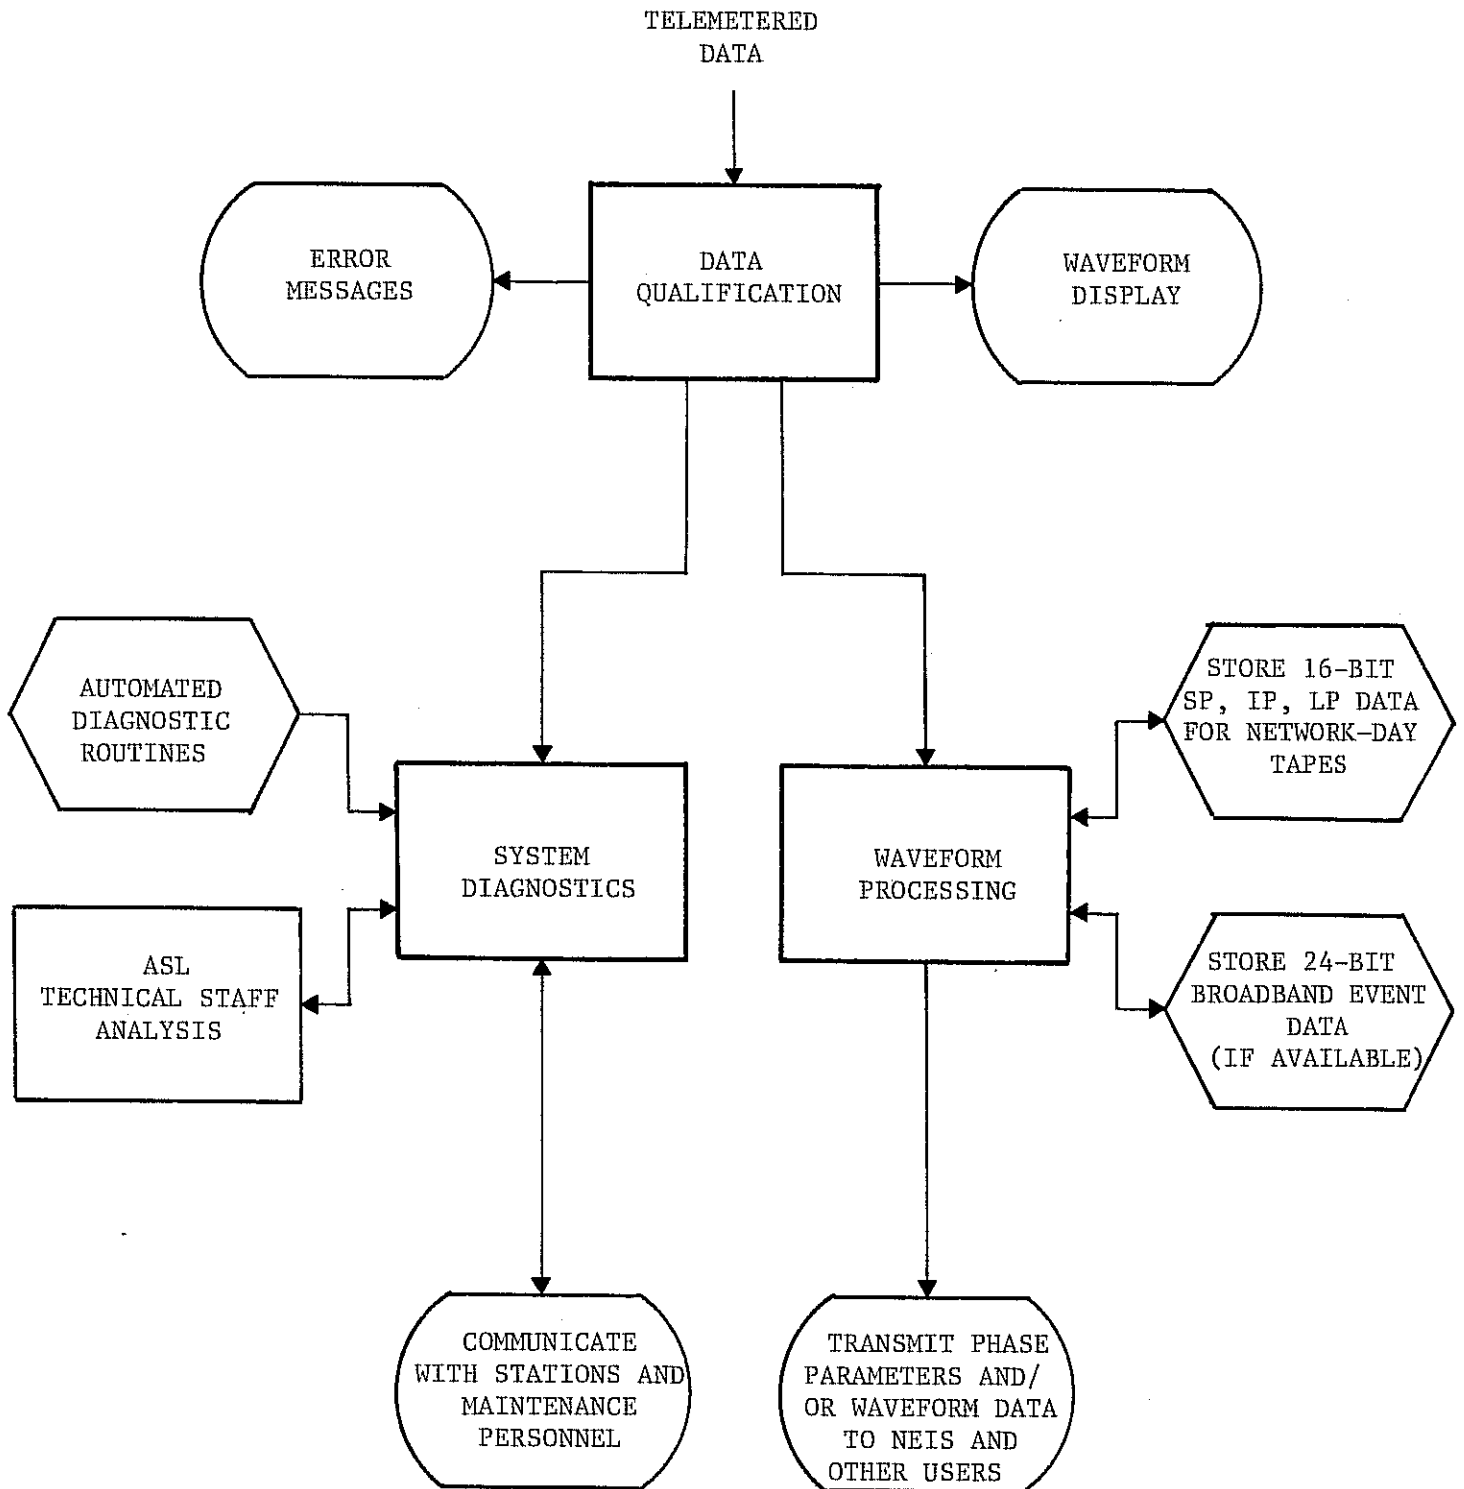 TELEMETERED
DATA
ERROR
MESSAGES
DATA
QUALIFICATION
WAVEFORM
DISPLAY
AUTOMATED
DIAGNOSTIC
ROUTINES
STORE 16-BIT
SP, IP, LP DATA
FOR NETWORK-DAY
TAPES
SYSTEM
DIAGNOSTICS
WAVEFORM
PROCESSING
ASL
TECHNICAL STAFF
ANALYSIS
STORE 24-BIT
BROADBAND EVENT
DATA
(IF AVAILABLE)
COMMUNICATE
WITH STATIONS AND
MAINTENANCE
PERSONNEL
TRANSMIT PHASE
PARAMETERS AND/
OR WAVEFORM DATA
TO NEIS AND
OTHER USERS